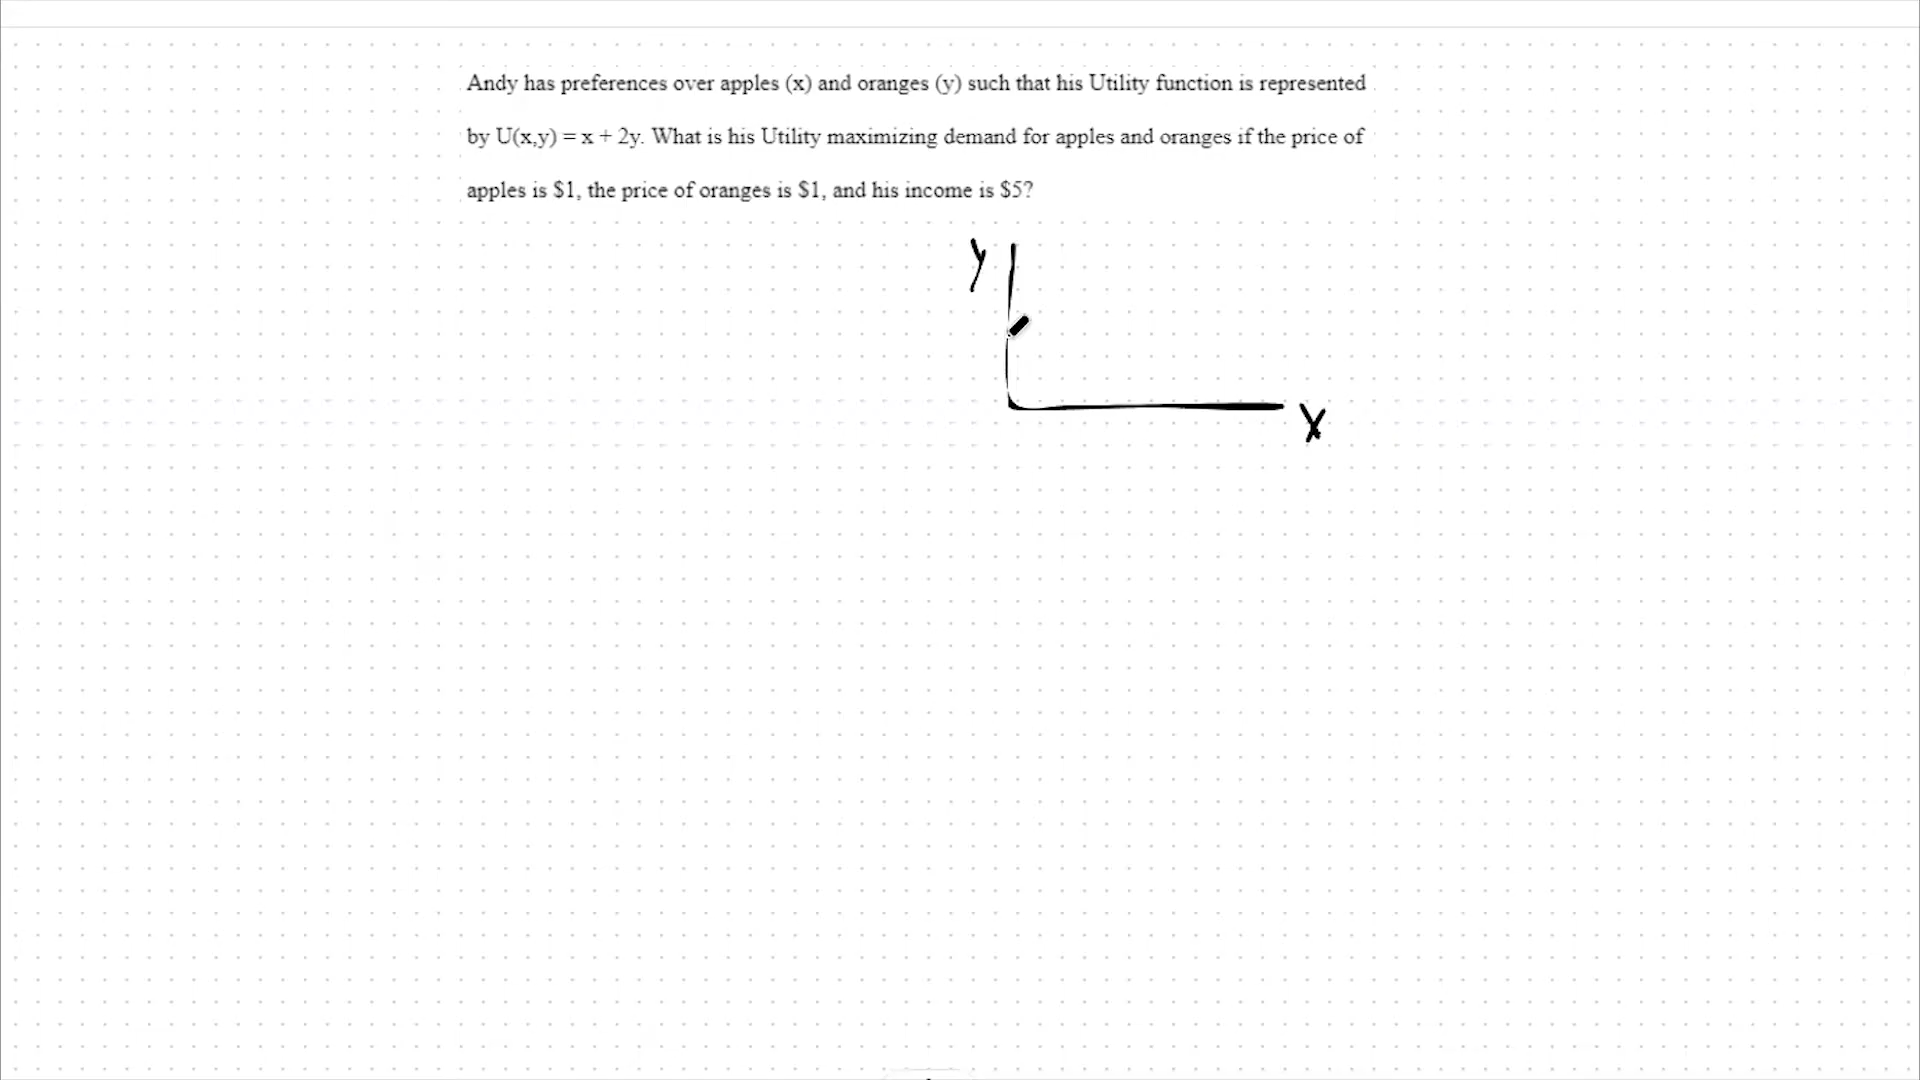 Andy has preferences over apples (x) and oranges (y) such that his Utility function is represented
by U(x,y) = x + 2y. What is his Utility maximizing demand for apples and oranges if the price of
apples is $1, the price of oranges is $1, and his income is $5?
y
x